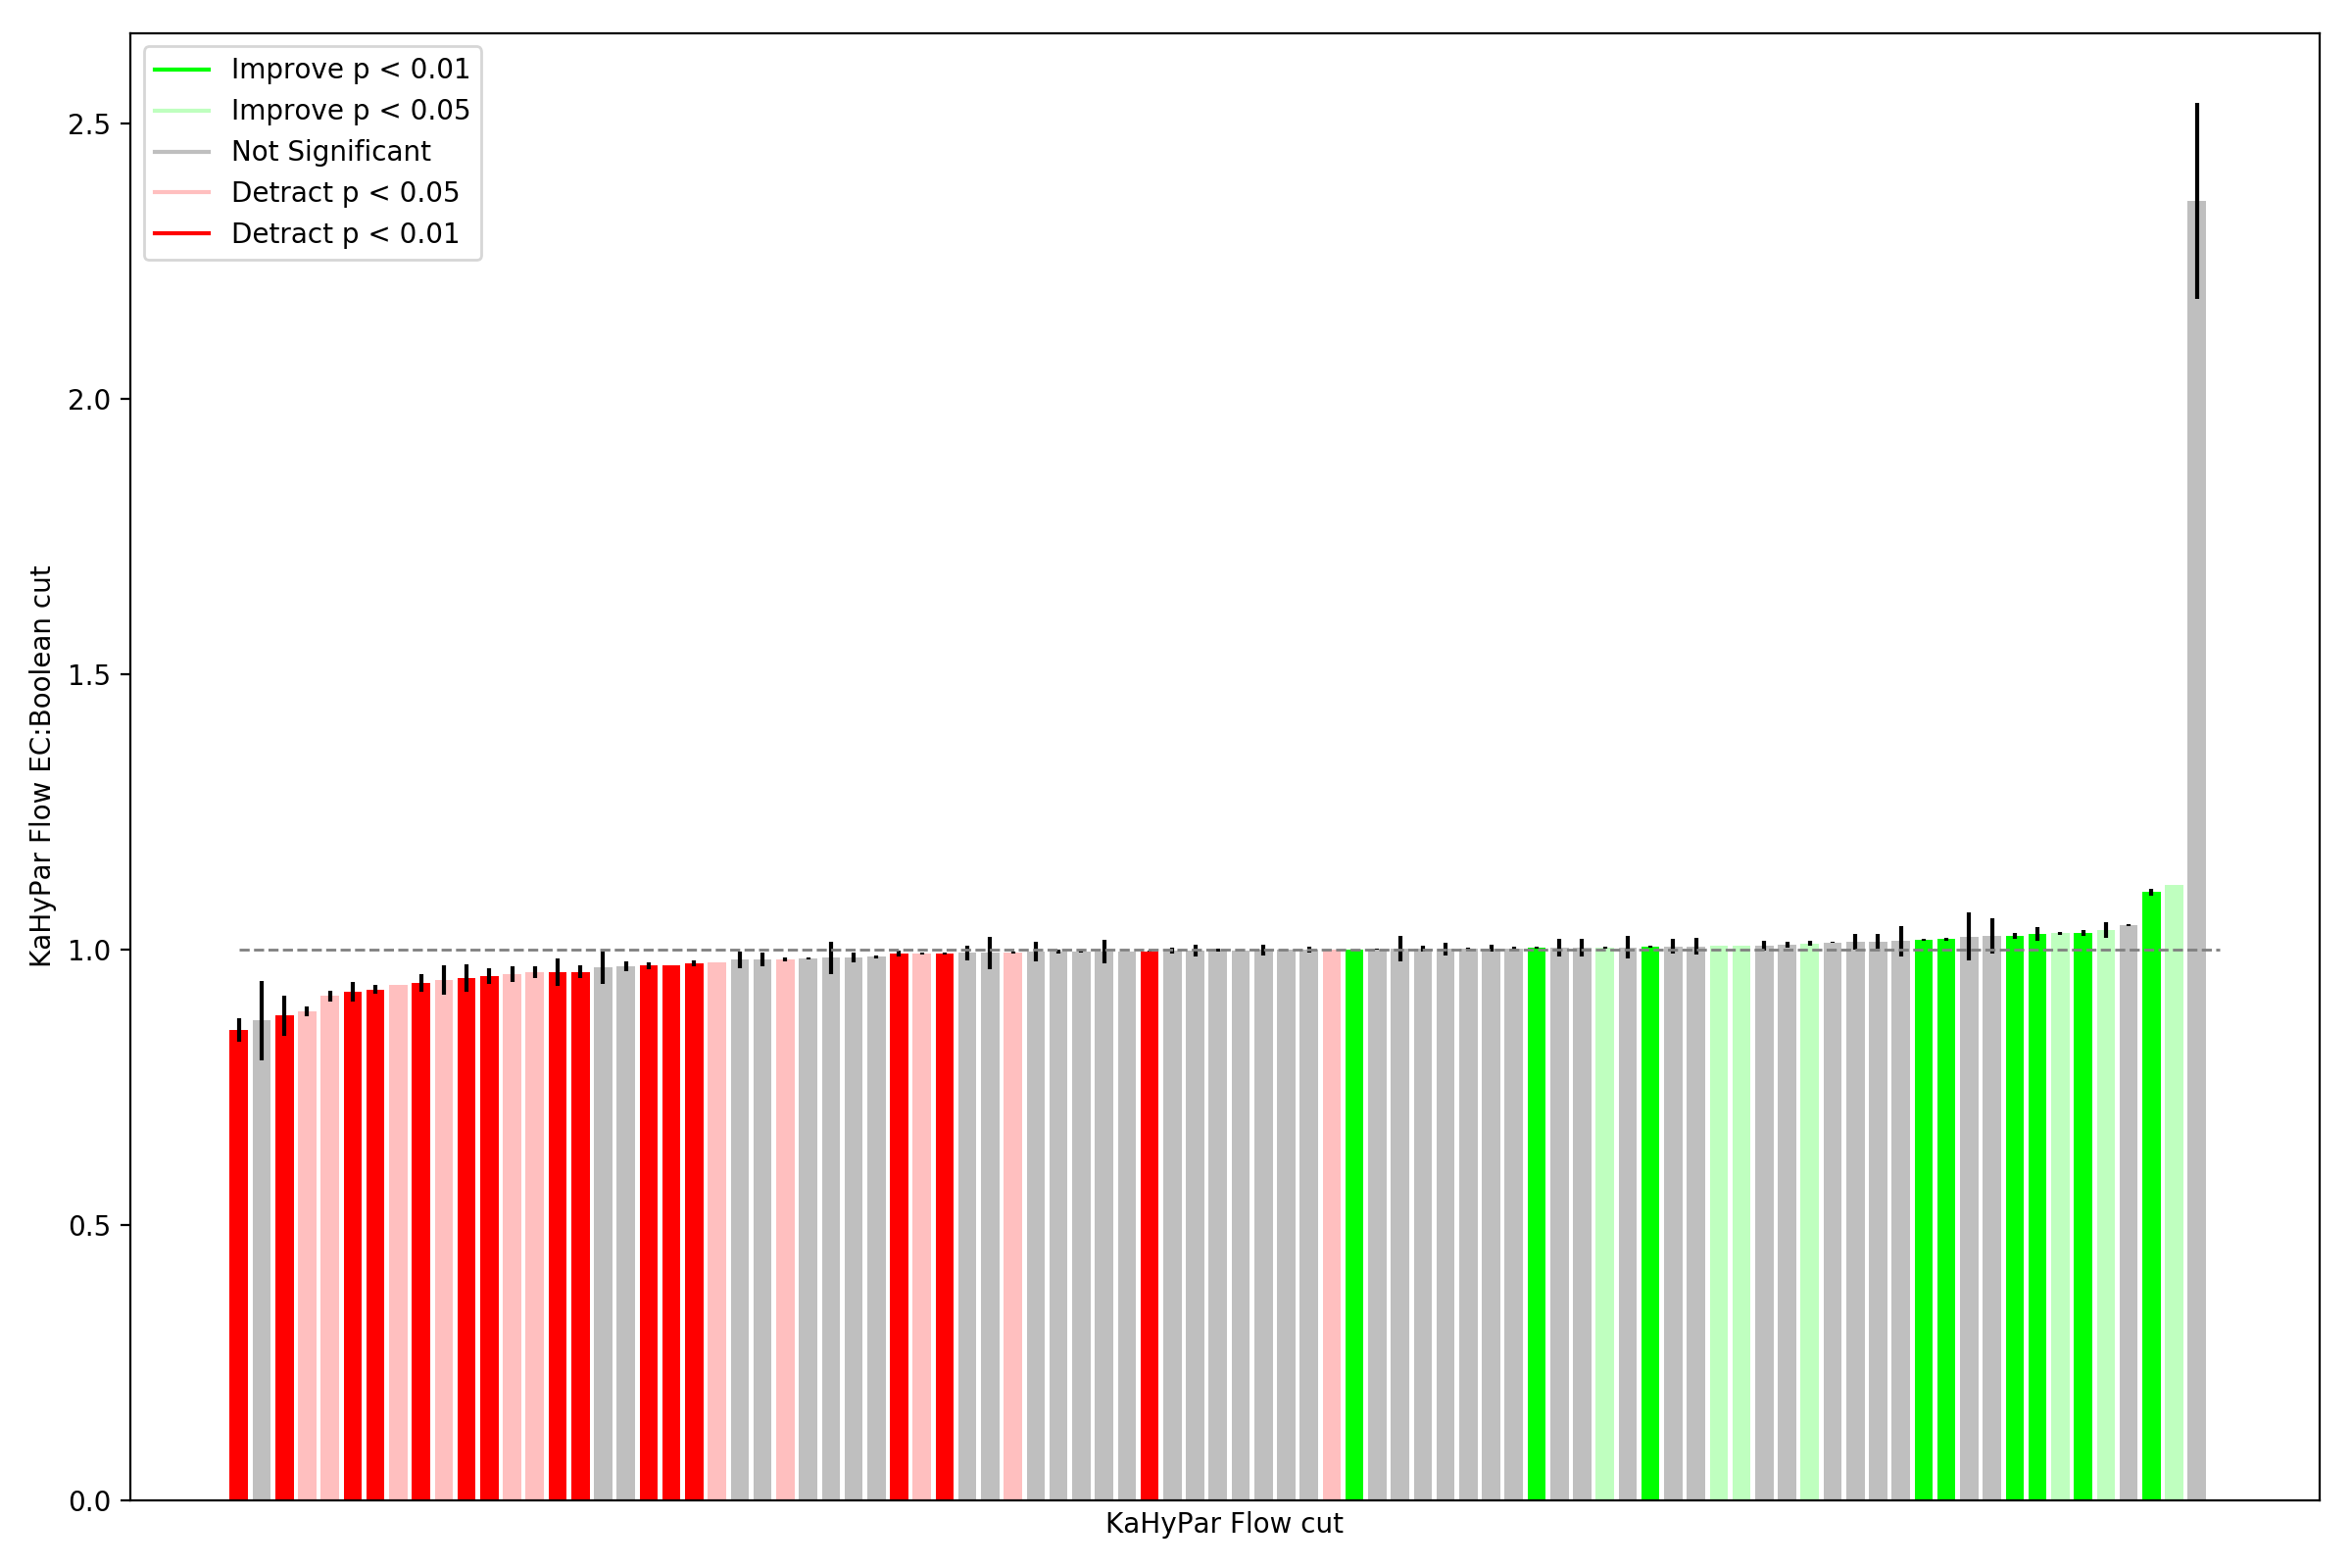 Improve p < 0.01
Improve p < 0.05
Not Significant
Detract p < 0.05
Detract p < 0.01
2.5
2.0
1.5
1.0
0.5
0.0
KaHyPar Flow EC:Boolean cut
KaHyPar Flow cut